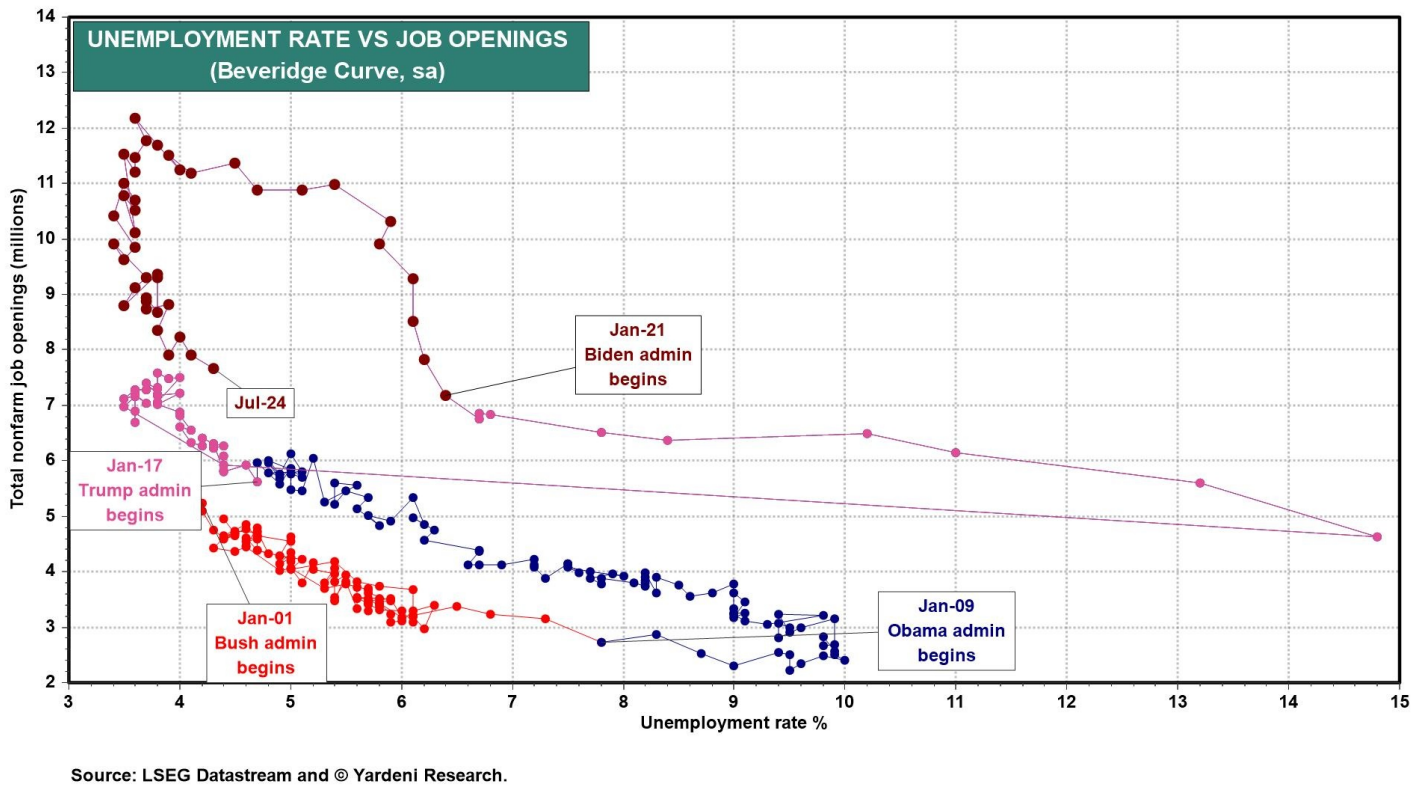 UNEMPLOYMENT RATE VS JOB OPENINGS
(Beveridge Curve, sa)
Total nonfarm job openings (millions)
14
13
12
11
10
9
8
7
6
5
4
3
2
Jan-21
Biden admin
begins
Jul-24
Jan-17
Trump admin
begins
Jan-01
Bush admin
begins
Jan-09
Obama admin
begins
3
4
5
6
7
8
9
10
11
12
13
14
15
Unemployment rate %
Source: LSEG Datastream and © Yardeni Research.